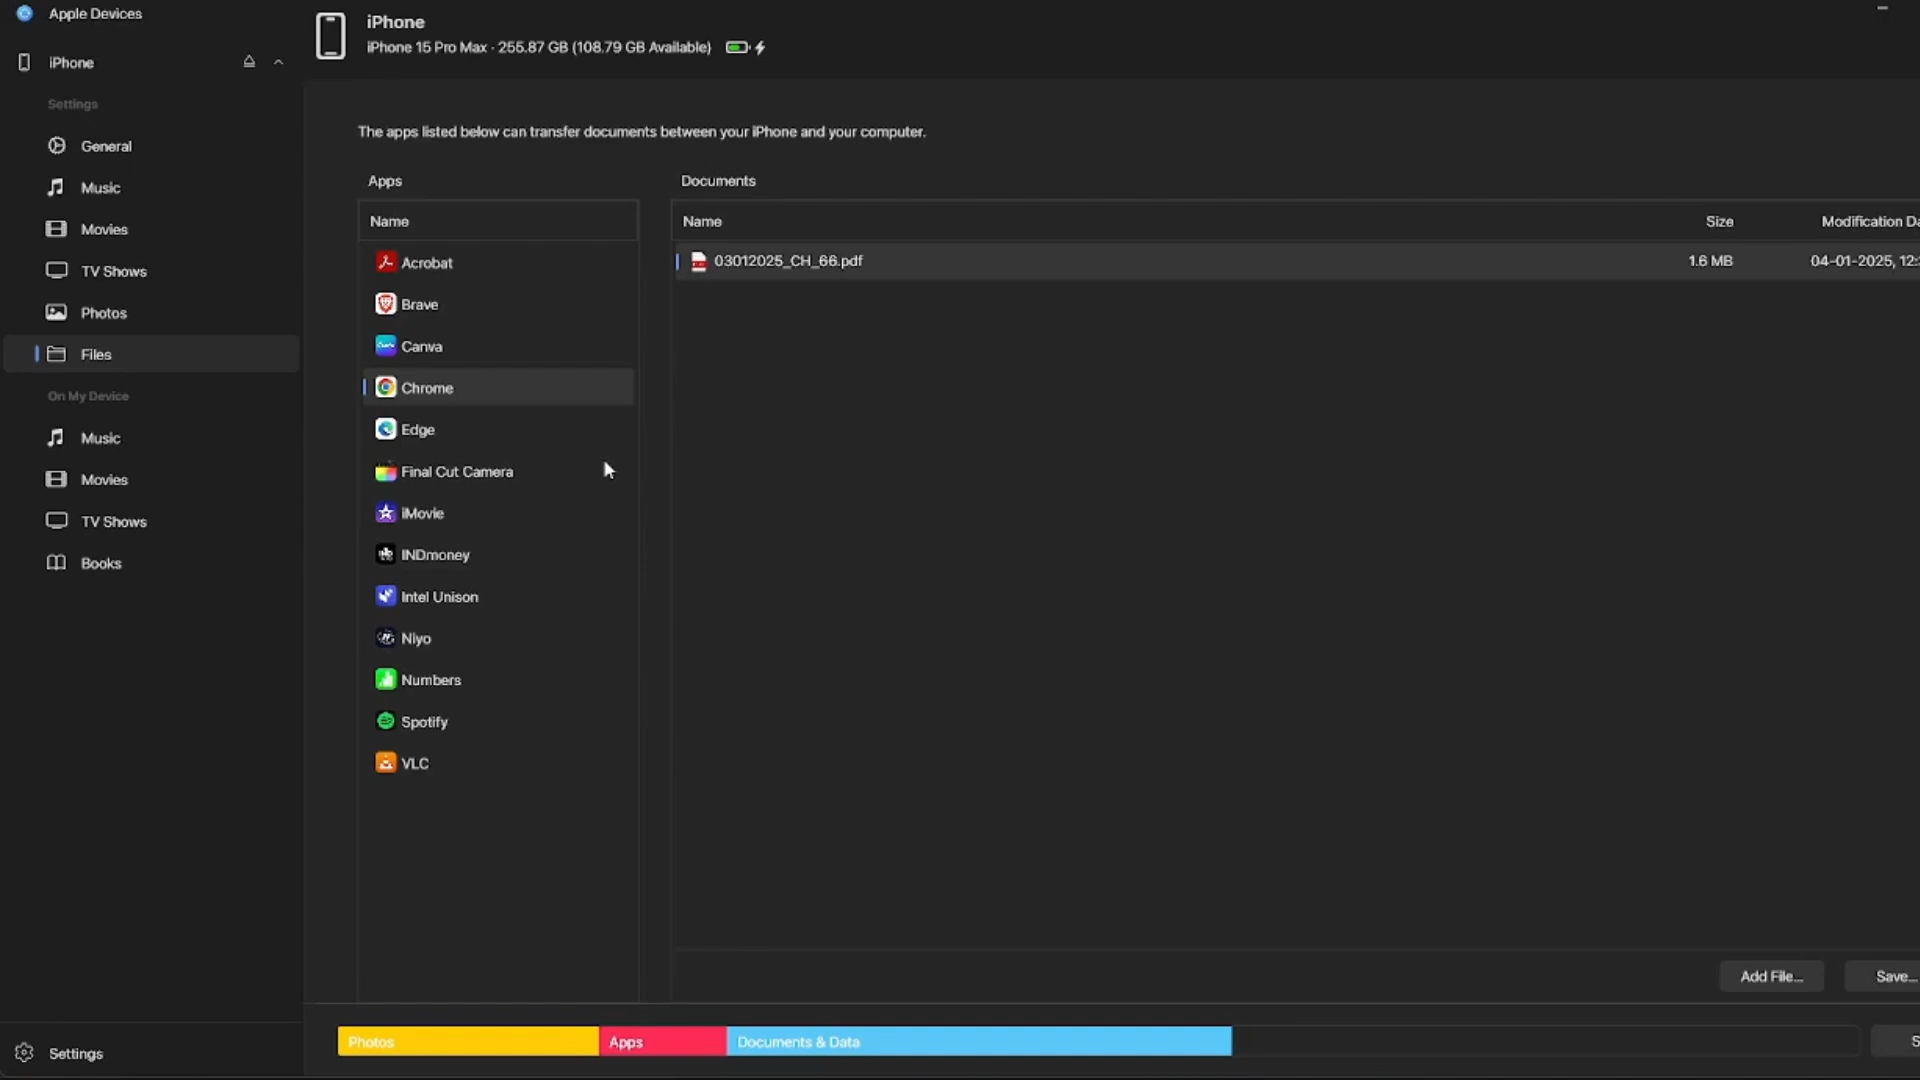 Apple Devices
iPhone
Settings
General
Music
Movies
TV Shows
Photos
Files
On My Device
Music
Movies
TV Shows
Books
Settings
iPhone
iPhone 15 Pro Max · 255.87 GB (108.79 GB Available)
The apps listed below can transfer documents between your iPhone and your computer.
Apps
Name
Acrobat
Brave
Canva
Chrome
Edge
Final Cut Camera
iMovie
INDmoney
Intel Unison
Niyo
Numbers
Spotify
VLC
Documents
Name Size Modification Da
03012025_CH_66.pdf 1.6 MB 04-01-2025, 12:
Add File... Save...
Photos Apps Documents & Data S